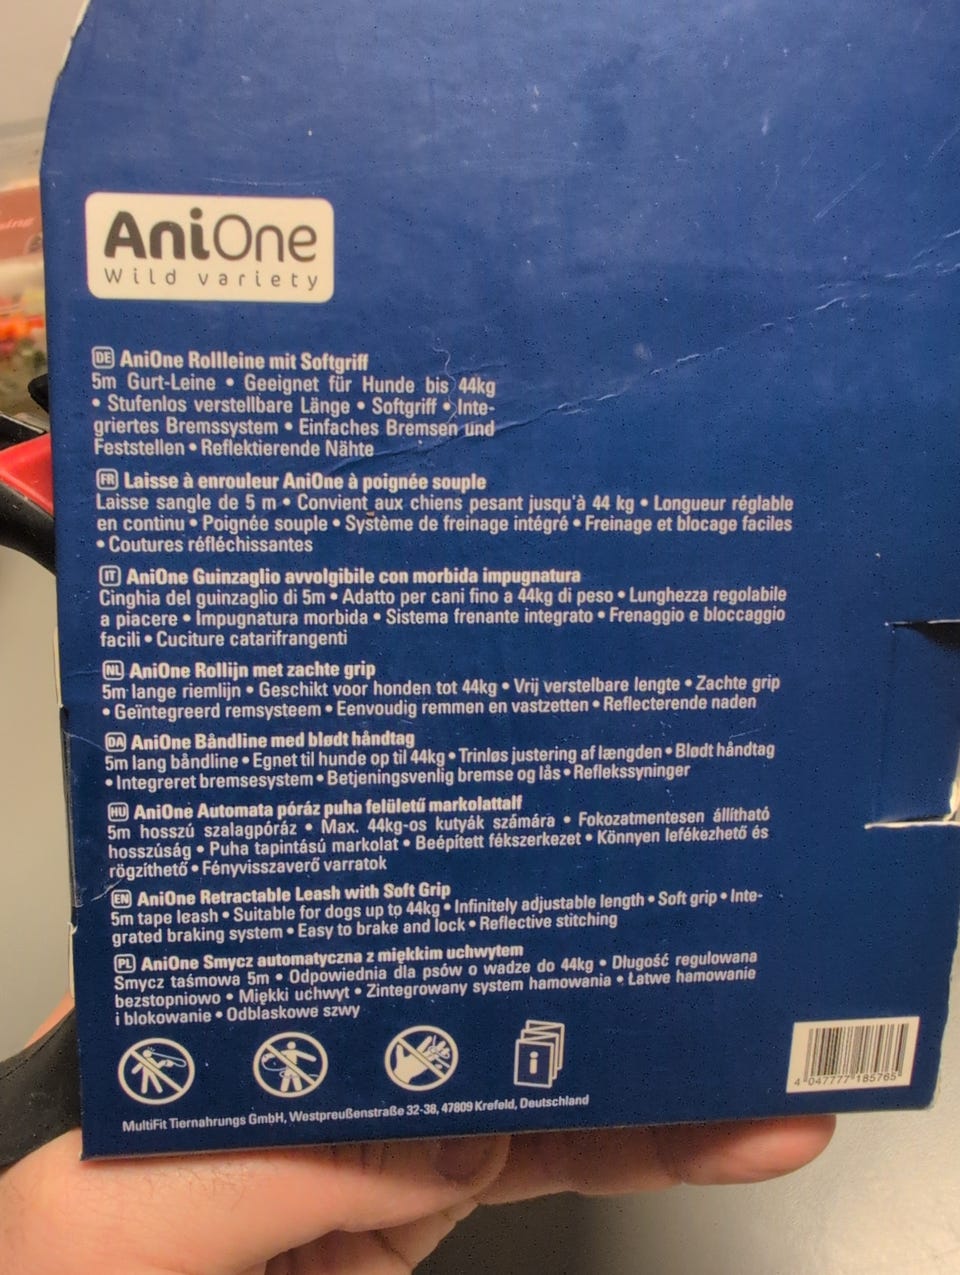 AniOne
Wild variety
DE AniOne Rollleine mit Softgriff
5m Gurt-Leine • Geeignet für Hunde bis 44kg
• Stufenlos verstellbare Länge • Softgriff • Inte-
griertes Bremssystem • Einfaches Bremsen und
Feststellen • Reflektierende Nähte
FR Laisse à enrouleur AniOne à poignée souple
Laisse sangle de 5 m • Convient aux chiens pesant jusqu'à 44 kg • Longueur réglable
en continu • Poignée souple • Système de freinage intégré • Freinage et blocage faciles
• Coutures réfléchissantes
IT AniOne Guinzaglio avvolgibile con morbida impugnatura
Cinghia del guinzaglio di 5m • Adatto per cani fino a 44kg di peso • Lunghezza regolabile
a piacere • Impugnatura morbida • Sistema frenante integrato • Frenaggio e bloccaggio
facili • Cuciture catarifrangenti
NL AniOne Rollijn met zachte grip
5m lange riemlijn • Geschikt voor honden tot 44kg • Vrij verstelbare lengte • Zachte grip
• Geïntegreerd remsysteem • Eenvoudig remmen en vastzetten • Reflecterende naden
DA AniOne Båndline med blødt håndtag
5m lang båndline • Egnet til hunde op til 44kg • Trinløs justering af længden • Blødt håndtag
• Integreret bremsesystem • Betjeningsvenlig bremse og lås • Reflekssyninger
HU AniOne Automata póráz puha felületű markolattalf
5m hosszú szalagpóráz • Max. 44kg-os kutyák számára • Fokozatmentesen állítható
hosszúság • Puha tapintású markolat • Beépített fékszerkezet • Könnyen lefékezhető és
rögzíthető • Fényvisszaverő varratok
EN AniOne Retractable Leash with Soft Grip
5m tape leash • Suitable for dogs up to 44kg • Infinitely adjustable length • Soft grip • Inte-
grated braking system • Easy to brake and lock • Reflective stitching
PL AniOne Smycz automatyczna z miękkim uchwytem
Smycz taśmowa 5m • Odpowiednia dla psów o wadze do 44kg • Długość regulowana
bezstopniowo • Miękki uchwyt • Zintegrowany system hamowania • Łatwe hamowanie
i blokowanie • Odblaskowe szwy
i
4 047777 185765
MultiFit Tiernahrungs GmbH, Westpreußenstraße 32-38, 47809 Krefeld, Deutschland